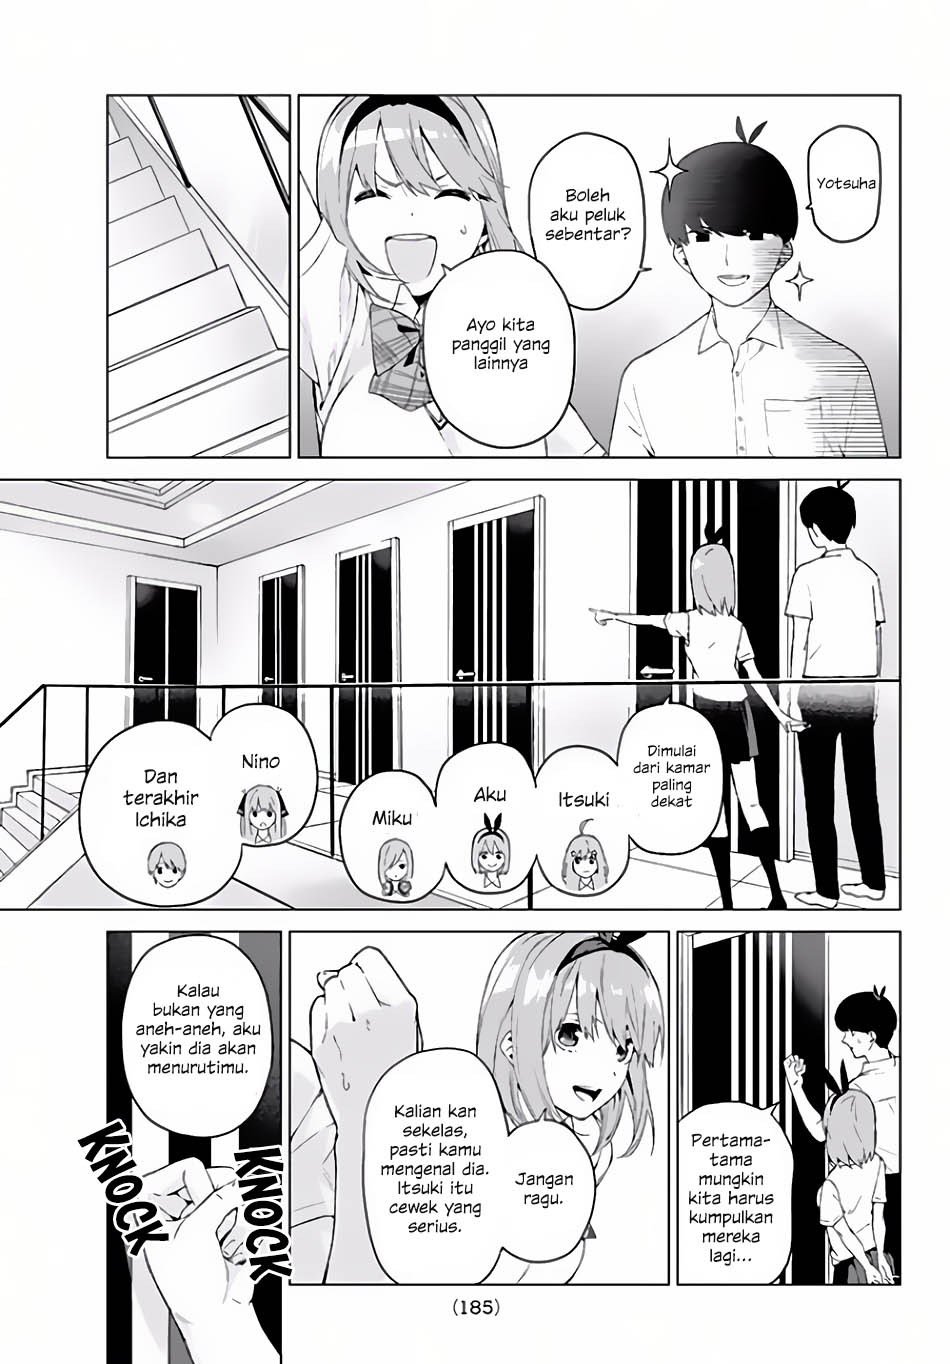 Yotsuha
Boleh
aku peluk
sebentar?
Ayo kita
panggil yang
lainnya
Dimulai
dari kamar
paling
dekat
Itsuki
Aku
Miku
Nino
Dan
terakhir
Ichika
Pertama-
tama
mungkin
kita harus
kumpulkan
mereka
lagi...
Jangan
ragu.
Kalian kan
sekelas,
pasti kamu
mengenal dia.
Itsuki itu
cewek yang
serius.
Kalau
bukan yang
aneh-aneh, aku
yakin dia akan
menurutimu.
KNOCK
KNOCK
(185)